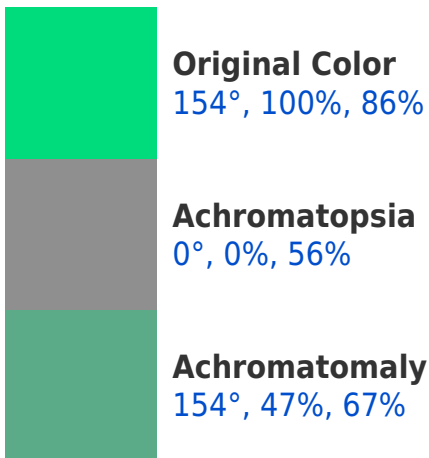 Original Color
154°, 100%, 86%
Achromatopsia
0°, 0%, 56%
Achromatomaly
154°, 47%, 67%